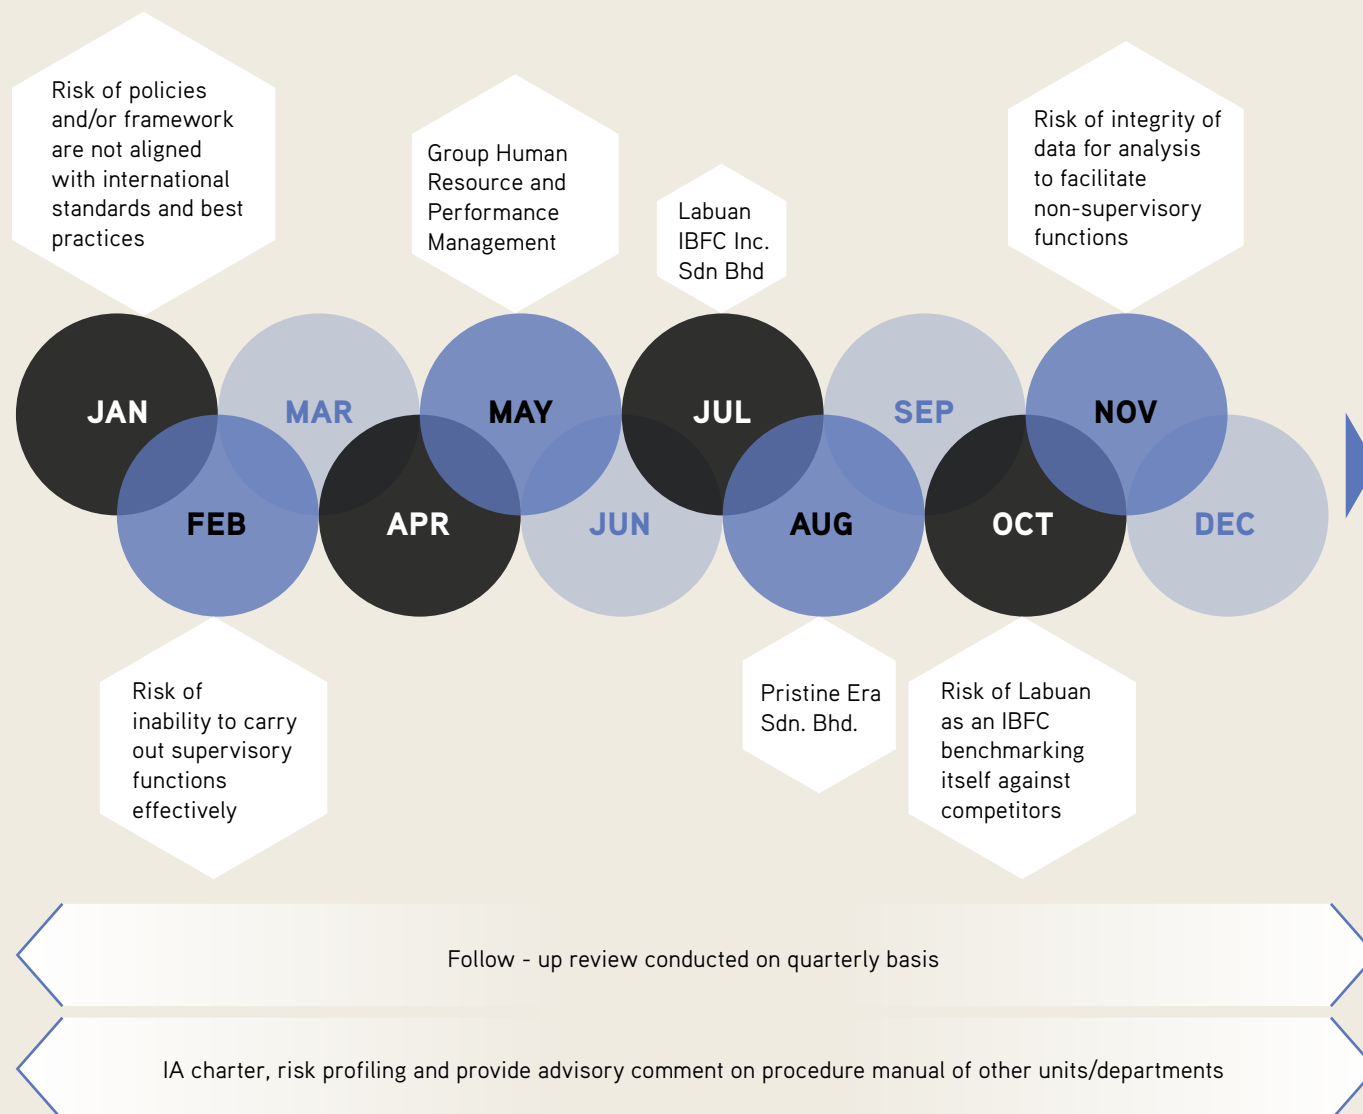 Risk of policies
and/or framework
are not aligned
with international
standards and best
practices
Group Human
Resource and
Performance
Management
Labuan
IBFC Inc.
Sdn Bhd
Risk of integrity of
data for analysis
to facilitate
non-supervisory
functions
JAN
MAR
MAY
JUL
SEP
NOV
FEB
APR
JUN
AUG
OCT
DEC
Risk of
inability to carry
out supervisory
functions
effectively
Pristine Era
Sdn. Bhd.
Risk of Labuan
as an IBFC
benchmarking
itself against
competitors
Follow - up review conducted on quarterly basis
IA charter, risk profiling and provide advisory comment on procedure manual of other units/departments